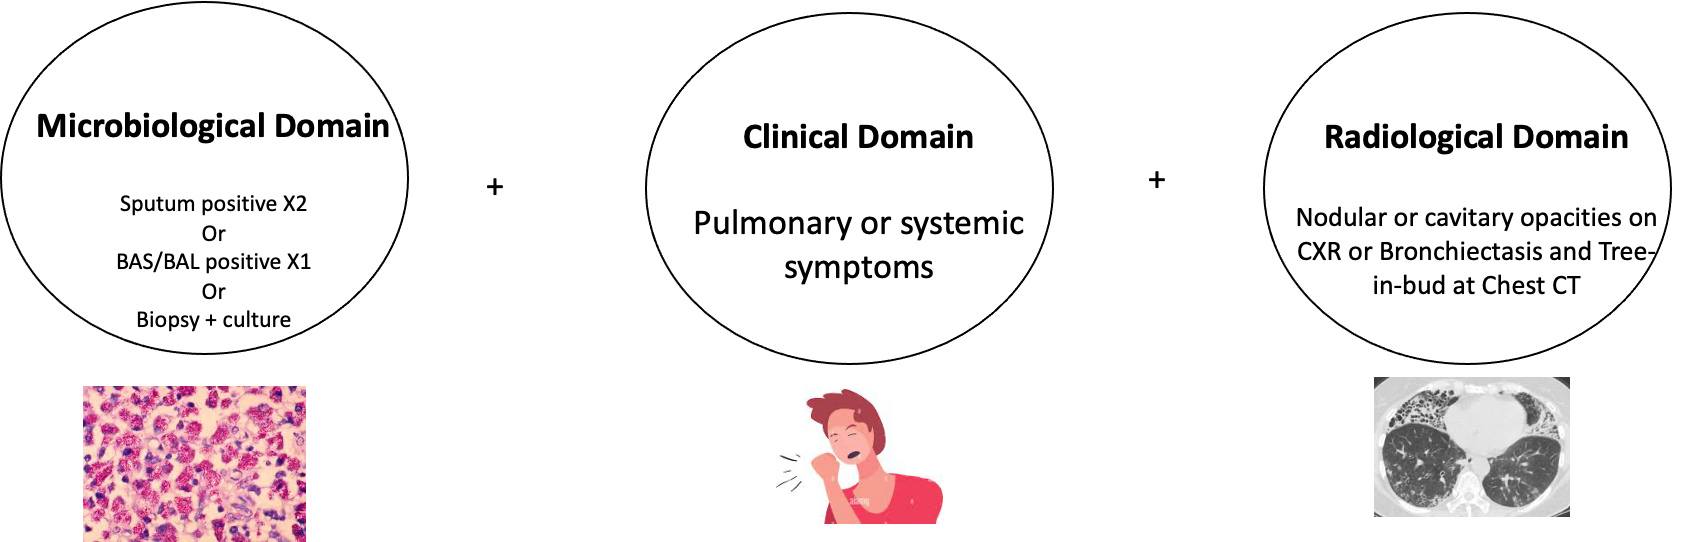 Microbiological Domain
Sputum positive X2
Or
BAS/BAL positive X1
Or
Biopsy + culture
+
Clinical Domain
Pulmonary or systemic
symptoms
+
Radiological Domain
Nodular or cavitary opacities on
CXR or Bronchiectasis and Tree-
in-bud at Chest CT